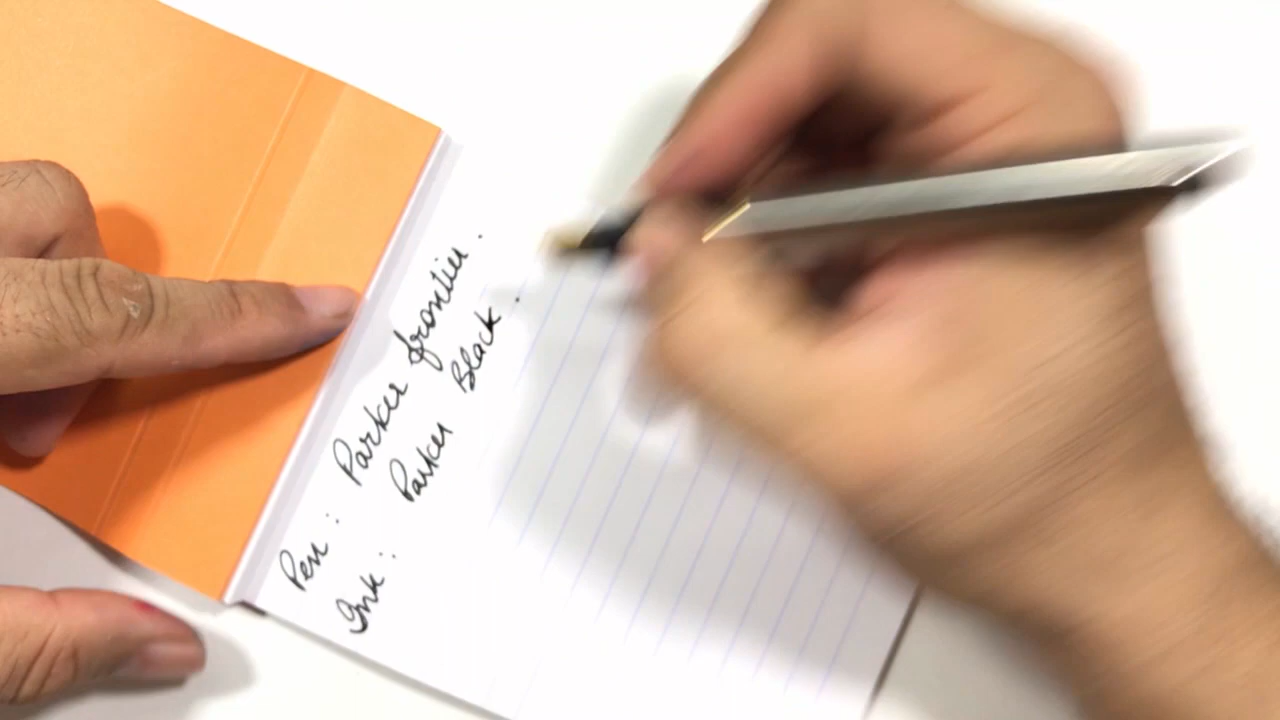 Pen : Parker frontier.
Ink : Parker Black.